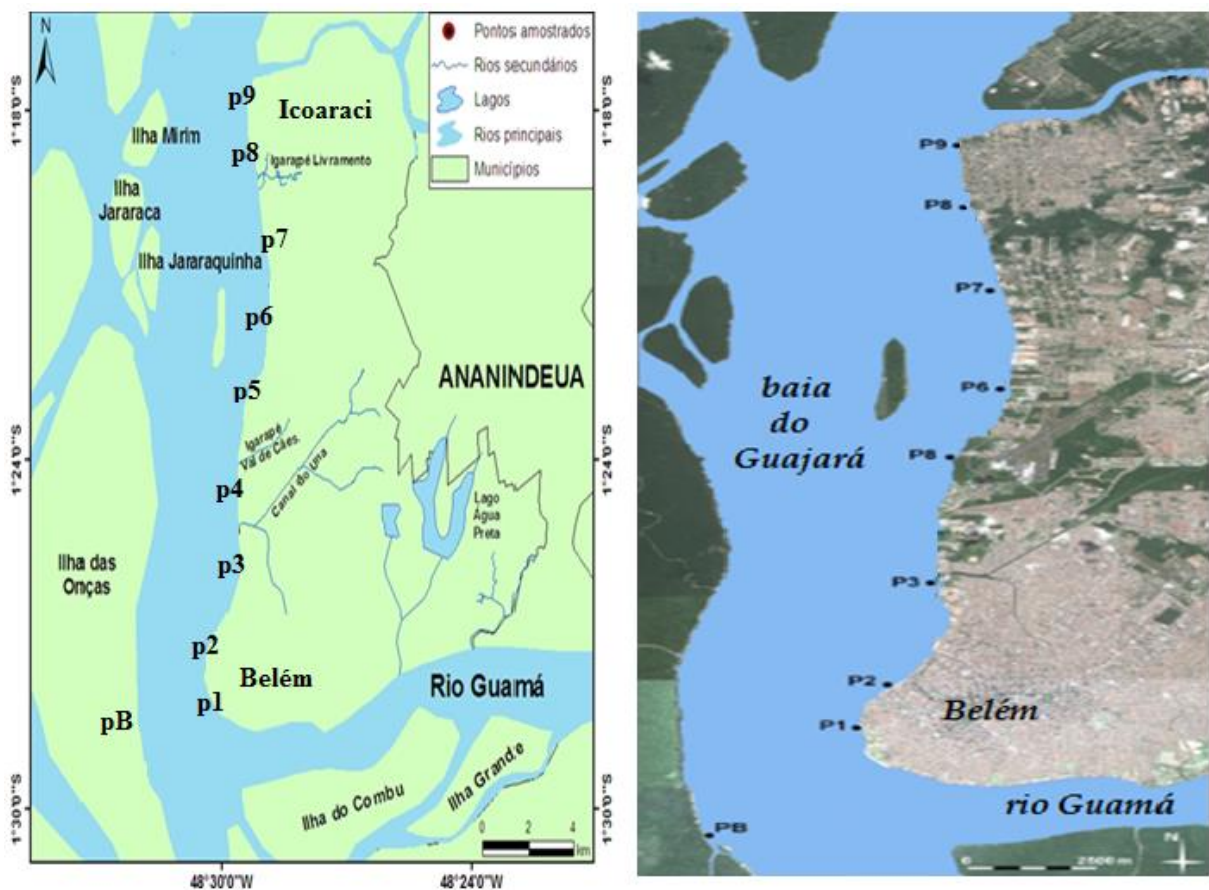 N
Pontos amostrados
Rios secundários
Lagos
Rios principais
Municípios
1°18'0"S
1°18'0"S
p9
Icoaraci
Ilha Mirim
p8
Igarapé Livramento
Ilha
Jararaca
p7
Ilha Jararaquinha
p6
ANANINDEUA
p5
Igarapé
Val de Cães.
Canal do Una
1°24'0"S
1°24'0"S
p4
Lago
Água
Preta
Ilha das
Onças
p3
p2
Belém
Rio Guamá
p1
pB
Ilha do Combu
Ilha Grande
1°30'0"S
1°30'0"S
0 2 4
km
48°30'0"W
48°24'0"W
P9
P8
P7
P6
baia
do
Guajará
P8
P3
P2
Belém
P1
rio Guamá
PB
N
0
2500 m